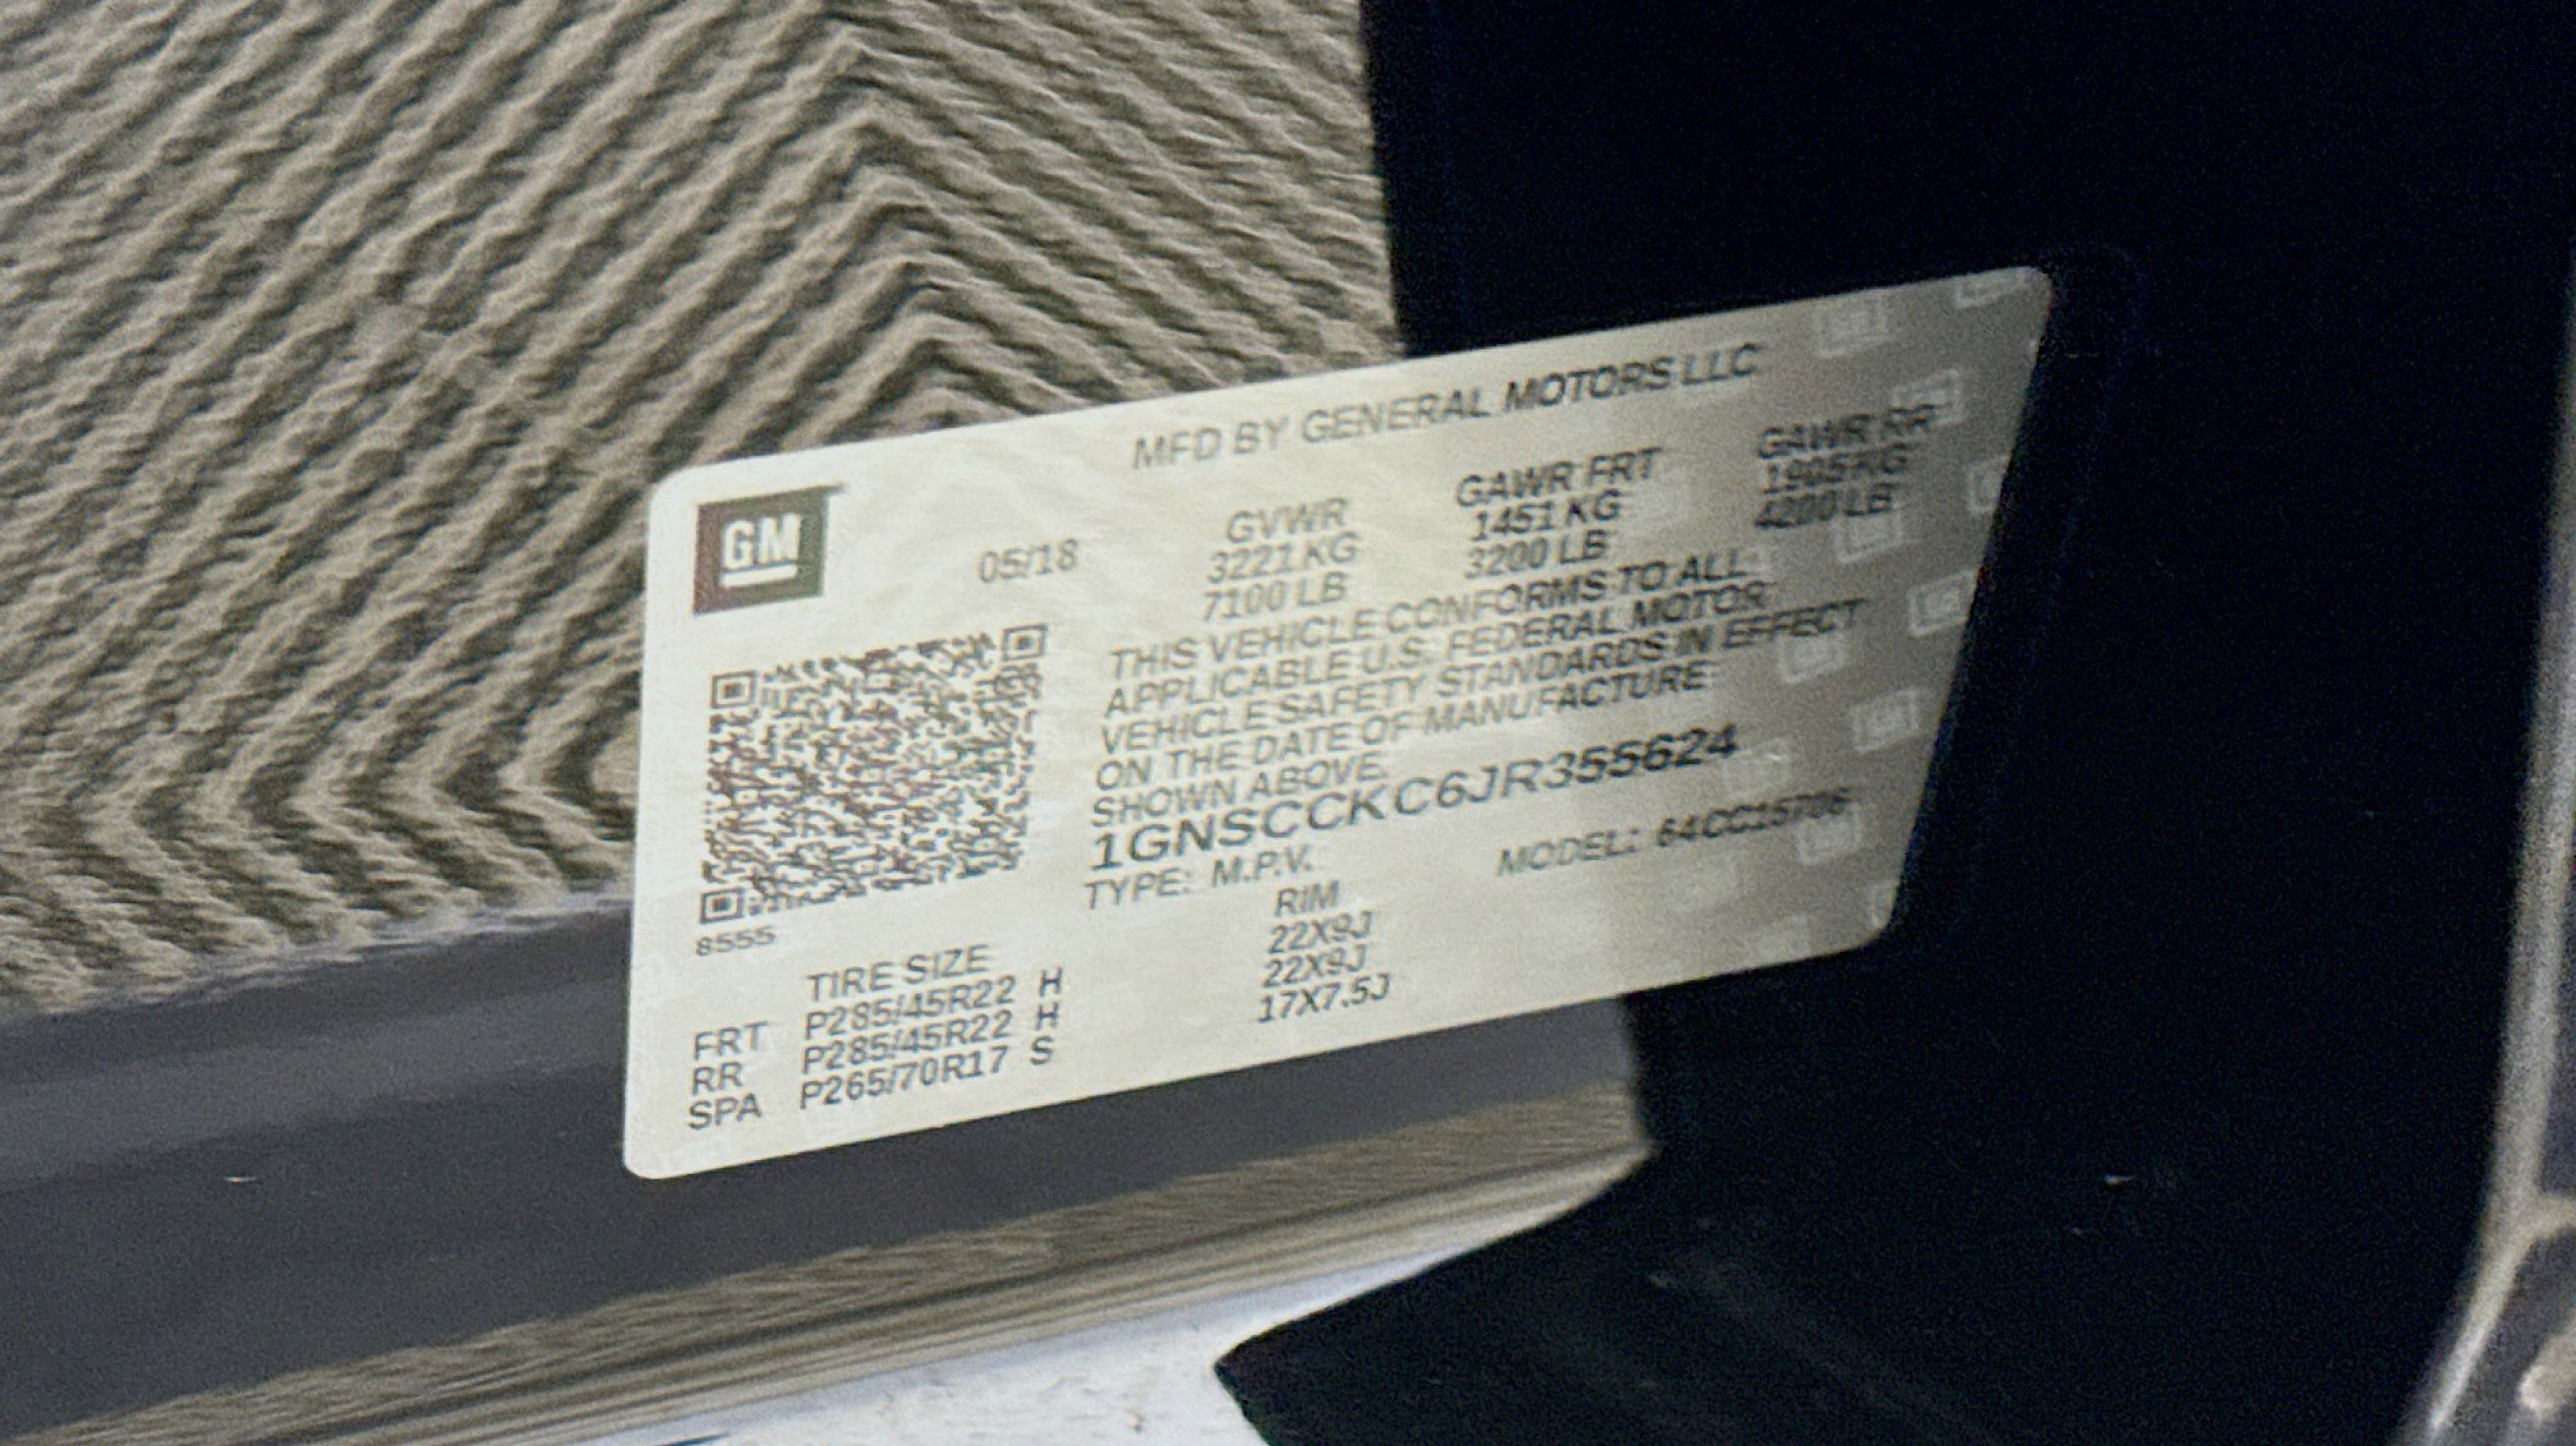 MFD BY GENERAL MOTORS LLC
GM
05/18
GVWR
3221 KG
7100 LB
GAWR FRT
1451 KG
3200 LB
GAWR RR
1905 KG
4200 LB
THIS VEHICLE CONFORMS TO ALL
APPLICABLE U.S. FEDERAL MOTOR
VEHICLE SAFETY STANDARDS IN EFFECT
ON THE DATE OF MANUFACTURE
SHOWN ABOVE.
1GNSCCKC6JR355624
TYPE: M.P.V. MODEL: 64CC15706
8555
TIRE SIZE RIM
FRT P285/45R22 H 22X9J
RR P285/45R22 H 22X9J
SPA P265/70R17 S 17X7.5J